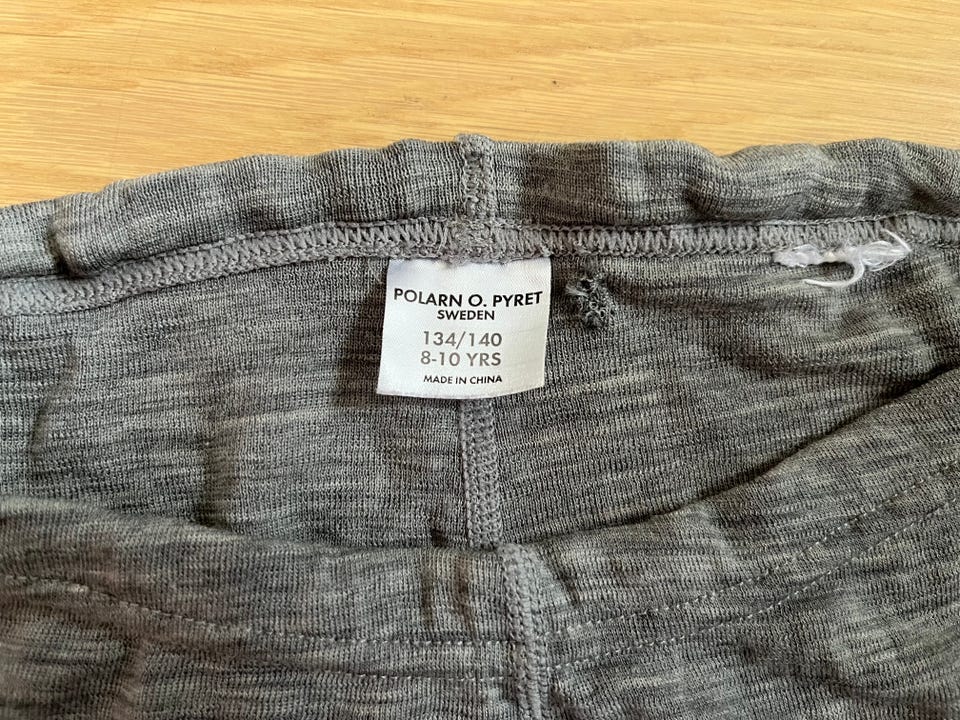 POLARN O. PYRET
SWEDEN
134/140
8-10 YRS
MADE IN CHINA